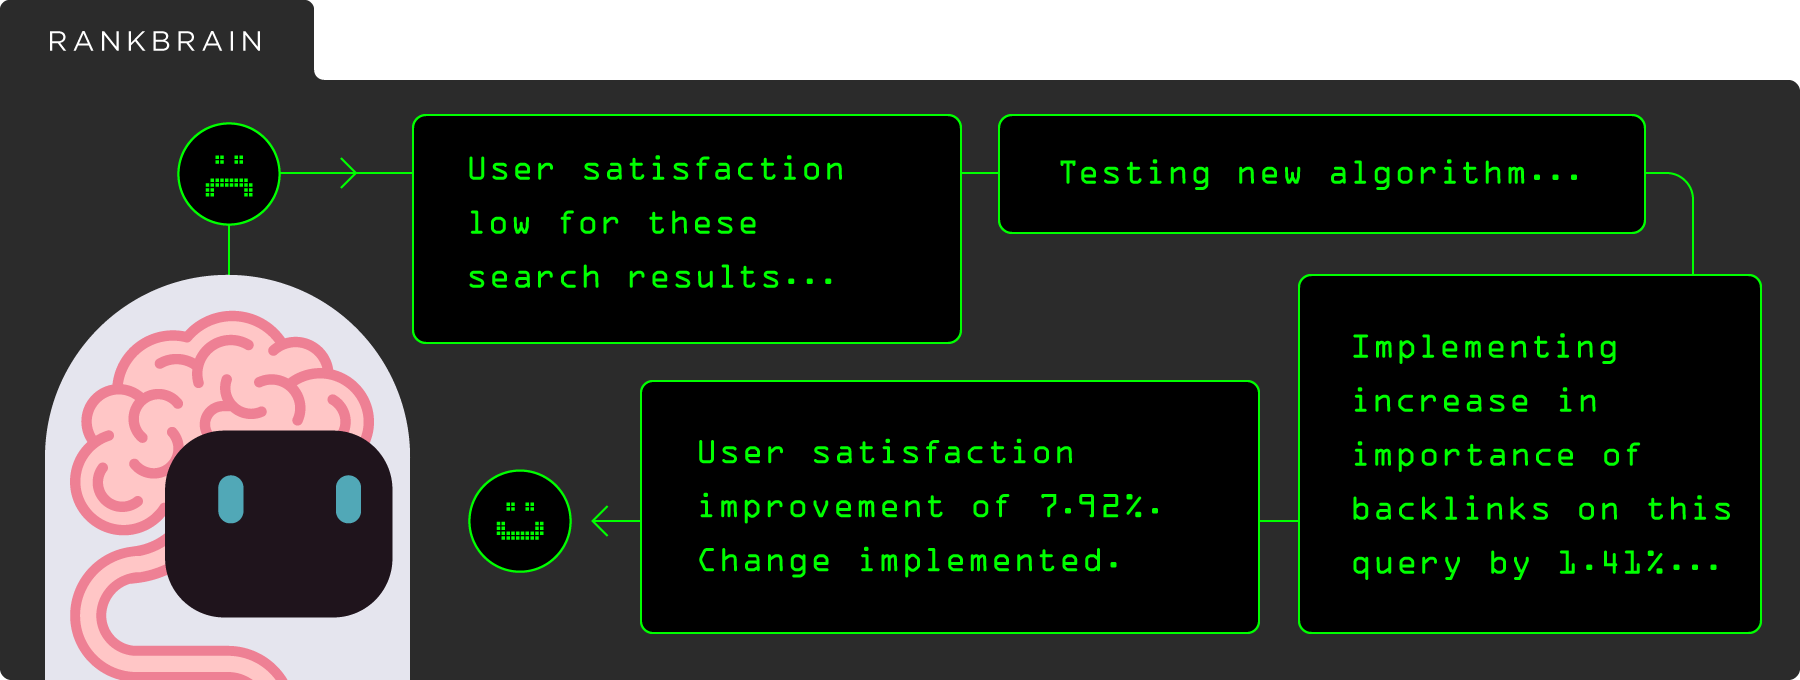 RANKBRAIN
User satisfaction
low for these
search results...
Testing new algorithm...
Implementing
increase in
importance of
backlinks on this
query by 1.41%...
User satisfaction
improvement of 7.92%.
Change implemented.